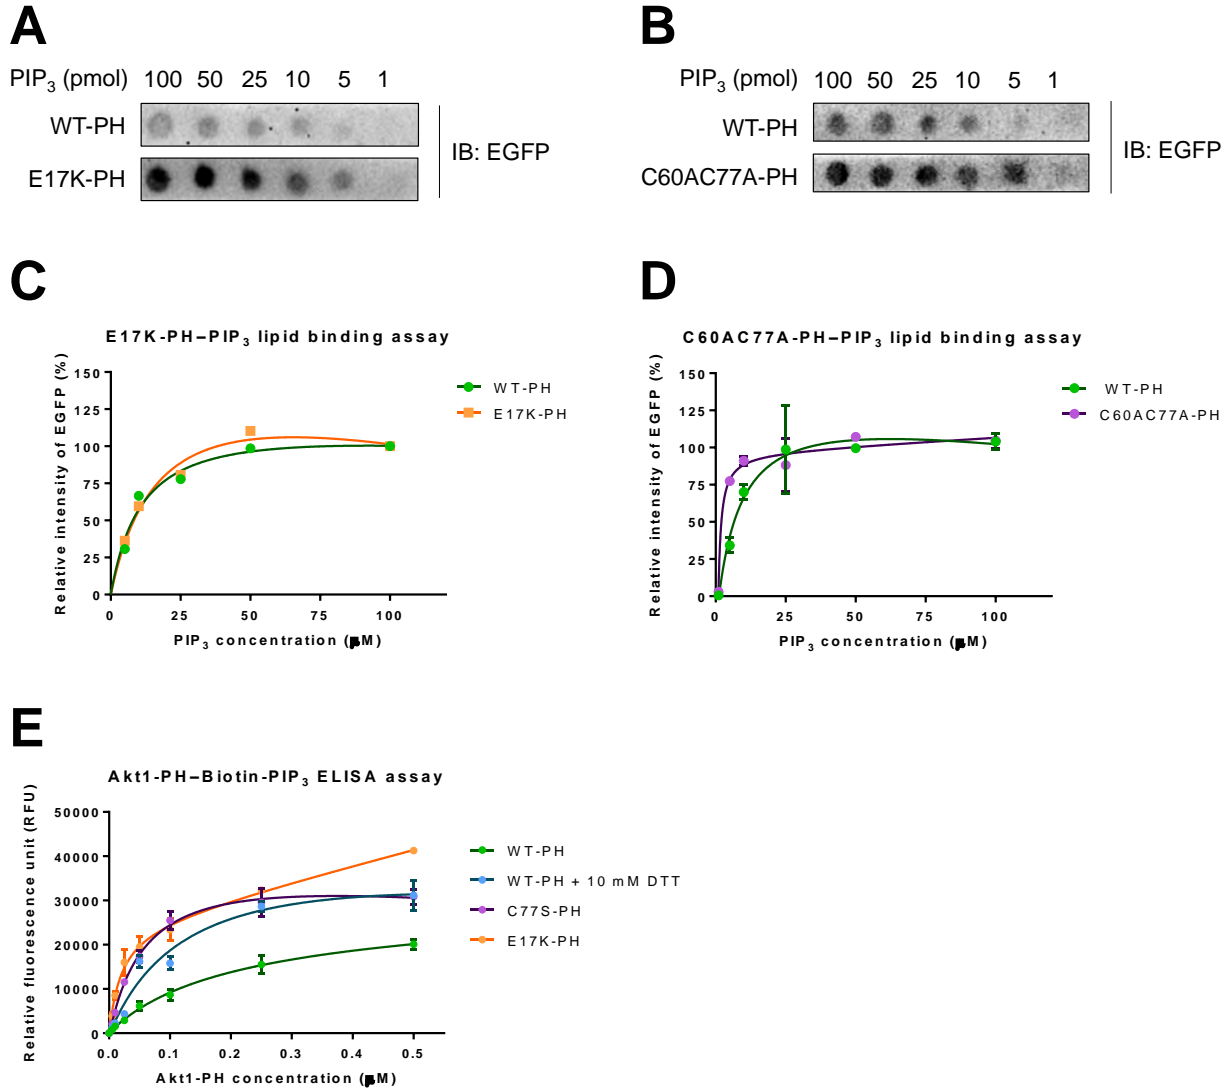 A
PIP3 (pmol) 100 50 25 10 5 1
WT-PH
E17K-PH
IB: EGFP
B
PIP3 (pmol) 100 50 25 10 5 1
WT-PH
C60AC77A-PH
IB: EGFP
C
E17K-PH–PIP3 lipid binding assay
Relative intensity of EGFP (%)
150
125
100
75
50
25
0
0 25 50 75 100
PIP3 concentration (μM)
WT-PH
E17K-PH
D
C60AC77A-PH–PIP3 lipid binding assay
Relative intensity of EGFP (%)
150
125
100
75
50
25
0
0 25 50 75 100
PIP3 concentration (μM)
WT-PH
C60AC77A-PH
E
Akt1-PH–Biotin-PIP3 ELISA assay
Relative fluorescence unit (RFU)
50000
40000
30000
20000
10000
0
0.0 0.1 0.2 0.3 0.4 0.5
Akt1-PH concentration (μM)
WT-PH
WT-PH + 10 mM DTT
C77S-PH
E17K-PH